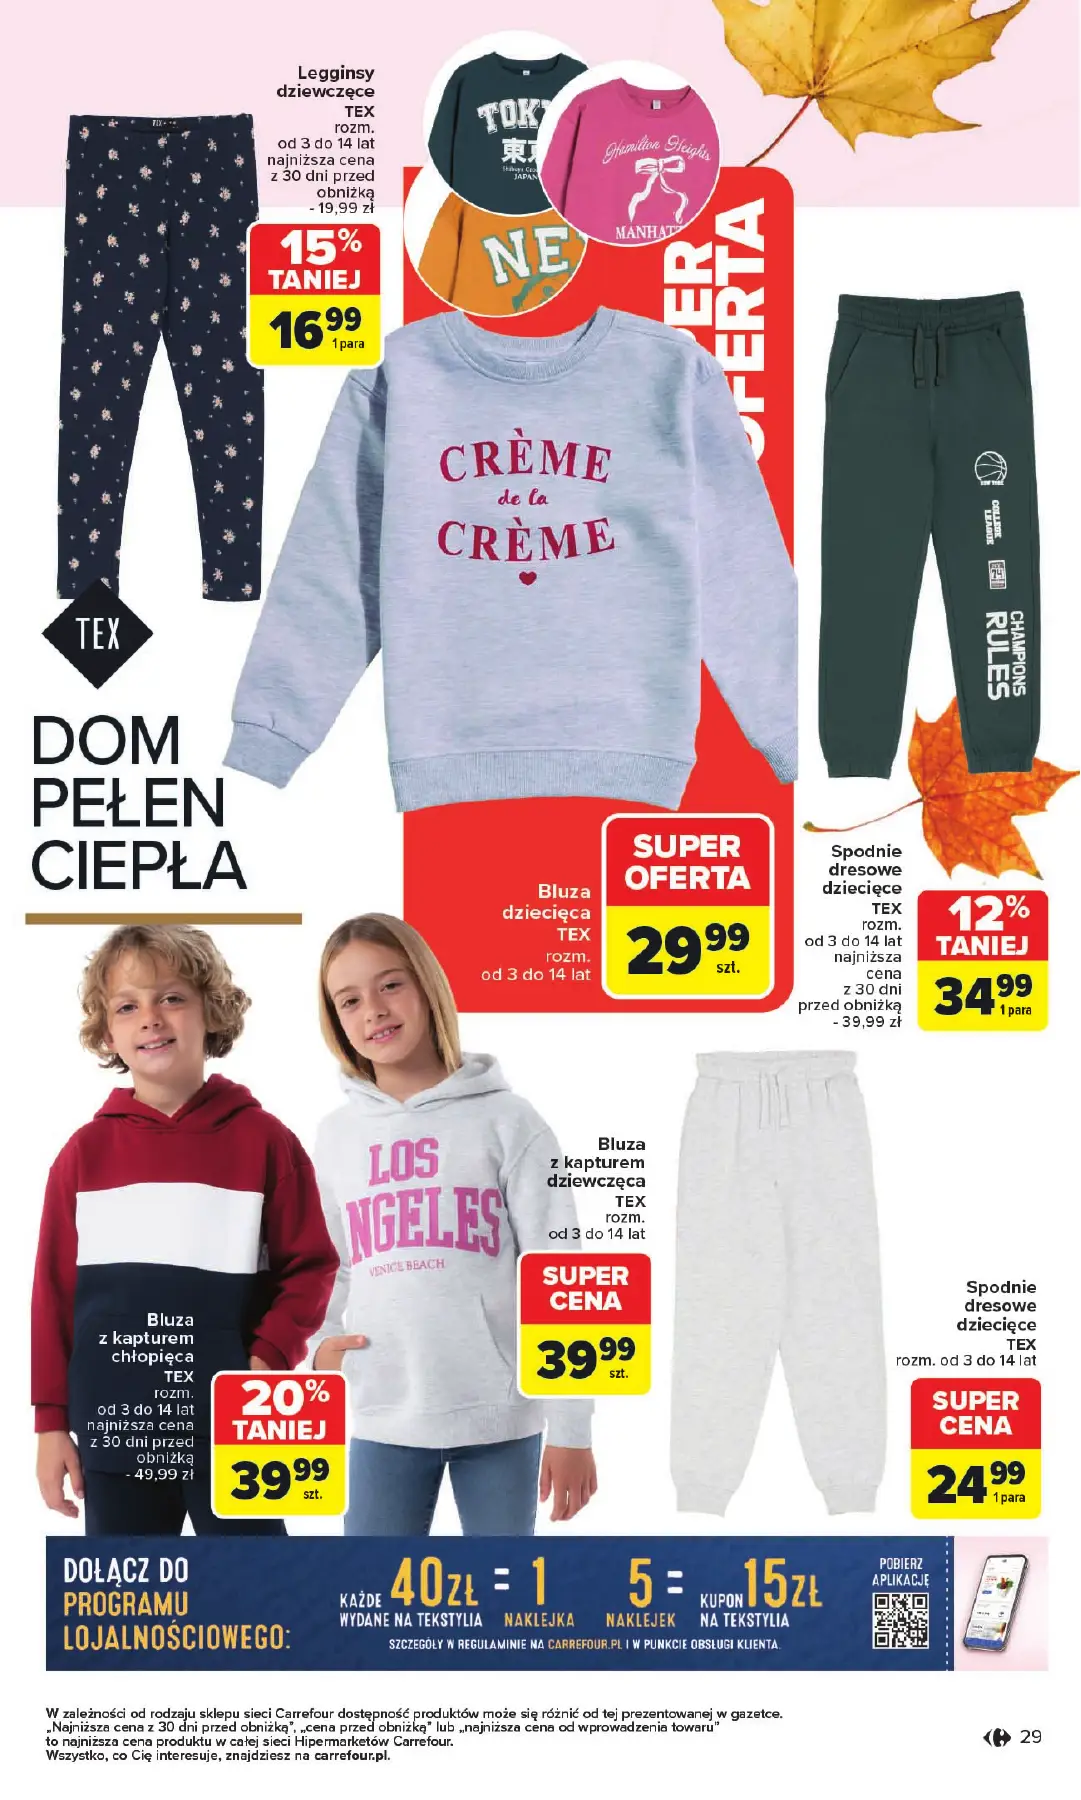 Legginsy
dziewczęce
TEX
rozm.
od 3 do 14 lat
najniższa cena
z 30 dni przed
obniżką
- 19,99 zł
15%
TANIEJ
16 99
1 para
TEX
DOM
PEŁEN
CIEPŁA
TOK
東京
JAPAN
Hamilton Heights
MANHAT
NE
SUPER
OFERTA
CRÈME
de la
CRÈME
Bluza
dziecięca
TEX
rozm.
od 3 do 14 lat
SUPER
OFERTA
29 99
szt.
NEW YORK
COLLEGE
LEAGUE
CHAMPIONS
RULES
Spodnie
dresowe
dziecięce
TEX
rozm.
od 3 do 14 lat
najniższa
cena
z 30 dni
przed obniżką
- 39,99 zł
12%
TANIEJ
34 99
1 para
Bluza
z kapturem
chłopięca
TEX
rozm.
od 3 do 14 lat
najniższa cena
z 30 dni przed
obniżką
- 49,99 zł
20%
TANIEJ
39 99
szt.
LOS
NGELES
VENICE BEACH
Bluza
z kapturem
dziewczęca
TEX
rozm.
od 3 do 14 lat
SUPER
CENA
39 99
szt.
Spodnie
dresowe
dziecięce
TEX
rozm. od 3 do 14 lat
SUPER
CENA
24 99
1 para
DOŁĄCZ DO
PROGRAMU
LOJALNOŚCIOWEGO:
KAŻDE 40ZŁ = 1 5 = KUPON 15ZŁ
WYDANE NA TEKSTYLIA NAKLEJKA NAKLEJEK NA TEKSTYLIA
SZCZEGÓŁY W REGULAMINIE NA CARREFOUR.PL I W PUNKCIE OBSŁUGI KLIENTA.
POBIERZ
APLIKACJĘ
W zależności od rodzaju sklepu sieci Carrefour dostępność produktów może się różnić od tej prezentowanej w gazetce.
„Najniższa cena z 30 dni przed obniżką”, „cena przed obniżką” lub „najniższa cena od wprowadzenia towaru”
to najniższa cena produktu w całej sieci Hipermarketów Carrefour.
Wszystko, co Cię interesuje, znajdziesz na carrefour.pl.
29